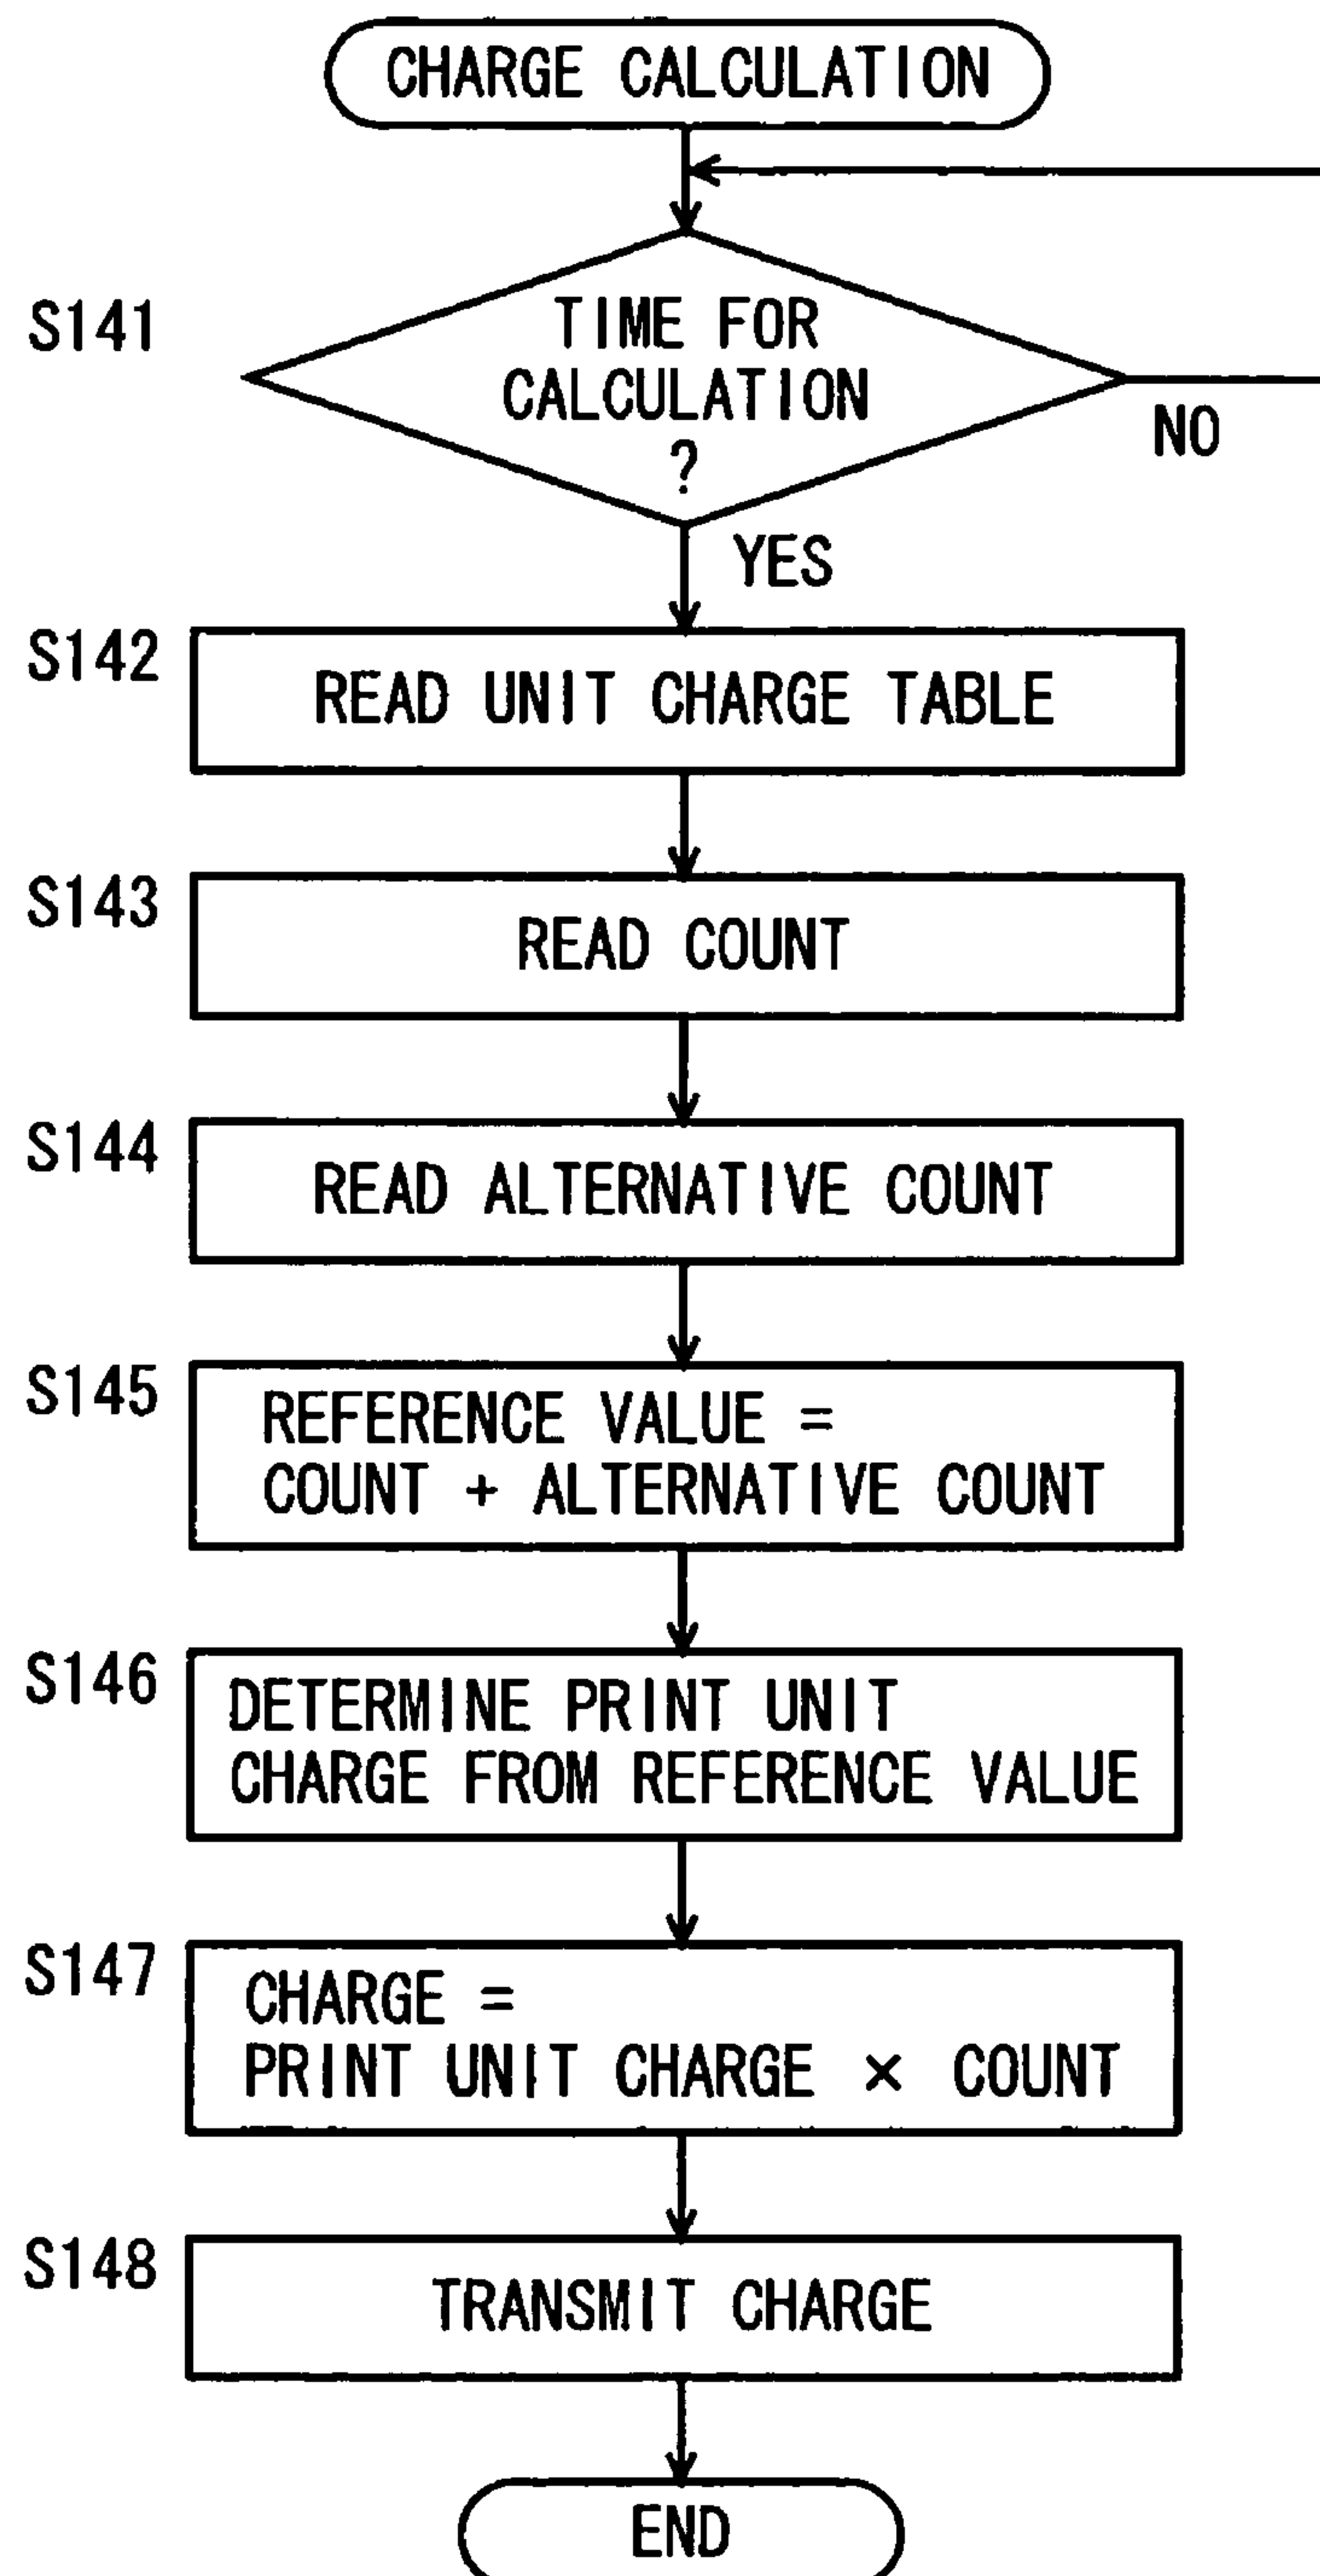 CHARGE CALCULATION
S141
TIME FOR
CALCULATION
?
NO
YES
S142
READ UNIT CHARGE TABLE
S143
READ COUNT
S144
READ ALTERNATIVE COUNT
S145
REFERENCE VALUE =
COUNT + ALTERNATIVE COUNT
S146
DETERMINE PRINT UNIT
CHARGE FROM REFERENCE VALUE
S147
CHARGE =
PRINT UNIT CHARGE × COUNT
S148
TRANSMIT CHARGE
END